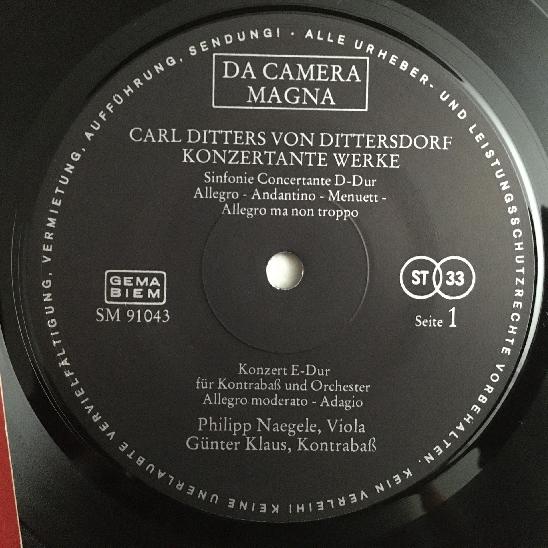 ALLE URHEBER- UND LEISTUNGSSCHUTZRECHTE VORBEHALTEN. KEIN VERLEIH! KEINE UNERLAUBTE VERVIELFÄLTIGUNG, VERMIETUNG, AUFFÜHRUNG, SENDUNG! ·
DA CAMERA
MAGNA
CARL DITTERS VON DITTERSDORF
KONZERTANTE WERKE
Sinfonie Concertante D-Dur
Allegro - Andantino - Menuett -
Allegro ma non troppo
GEMA
BIEM
SM 91043
ST 33
Seite 1
Konzert E-Dur
für Kontrabaß und Orchester
Allegro moderato - Adagio
Philipp Naegele, Viola
Günter Klaus, Kontrabaß